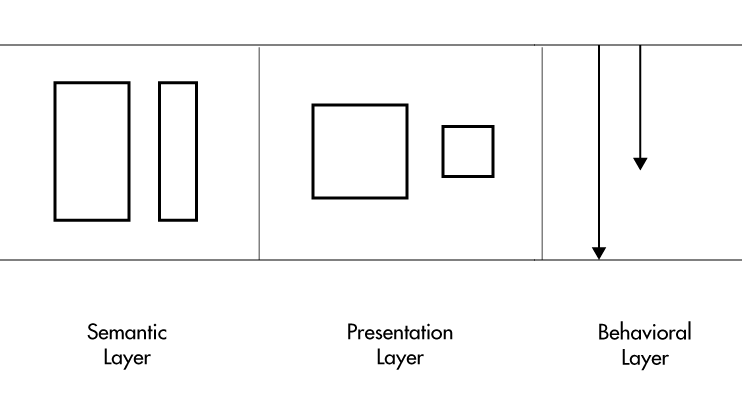 Semantic
Layer
Presentation
Layer
Behavioral
Layer